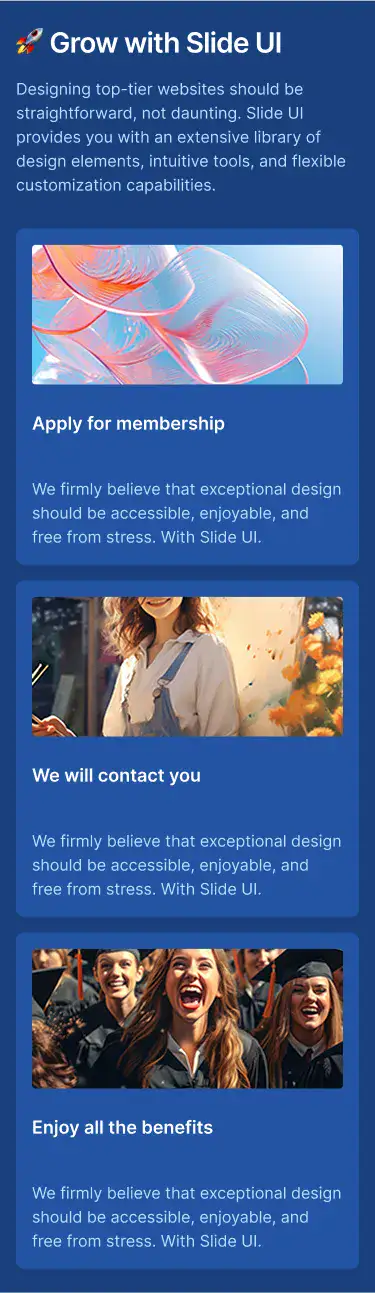 🚀 Grow with Slide UI
Designing top-tier websites should be
straightforward, not daunting. Slide UI
provides you with an extensive library of
design elements, intuitive tools, and flexible
customization capabilities.
Apply for membership
We firmly believe that exceptional design
should be accessible, enjoyable, and
free from stress. With Slide UI.
We will contact you
We firmly believe that exceptional design
should be accessible, enjoyable, and
free from stress. With Slide UI.
Enjoy all the benefits
We firmly believe that exceptional design
should be accessible, enjoyable, and
free from stress. With Slide UI.